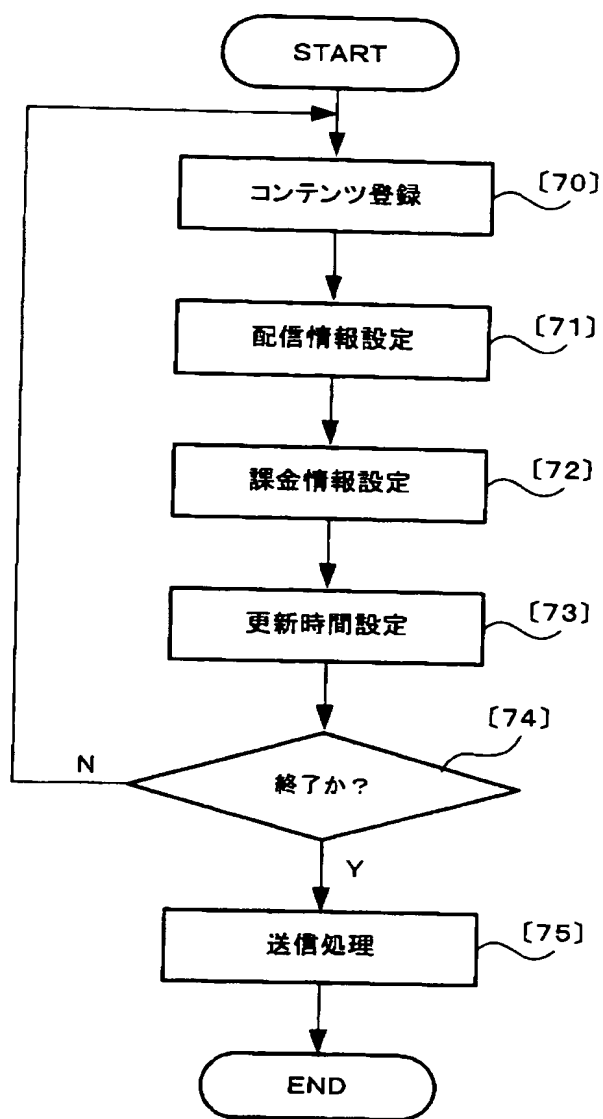 START
コンテンツ登録
〔70〕
配信情報設定
〔71〕
課金情報設定
〔72〕
更新時間設定
〔73〕
〔74〕
終了か？
N
Y
送信処理
〔75〕
END